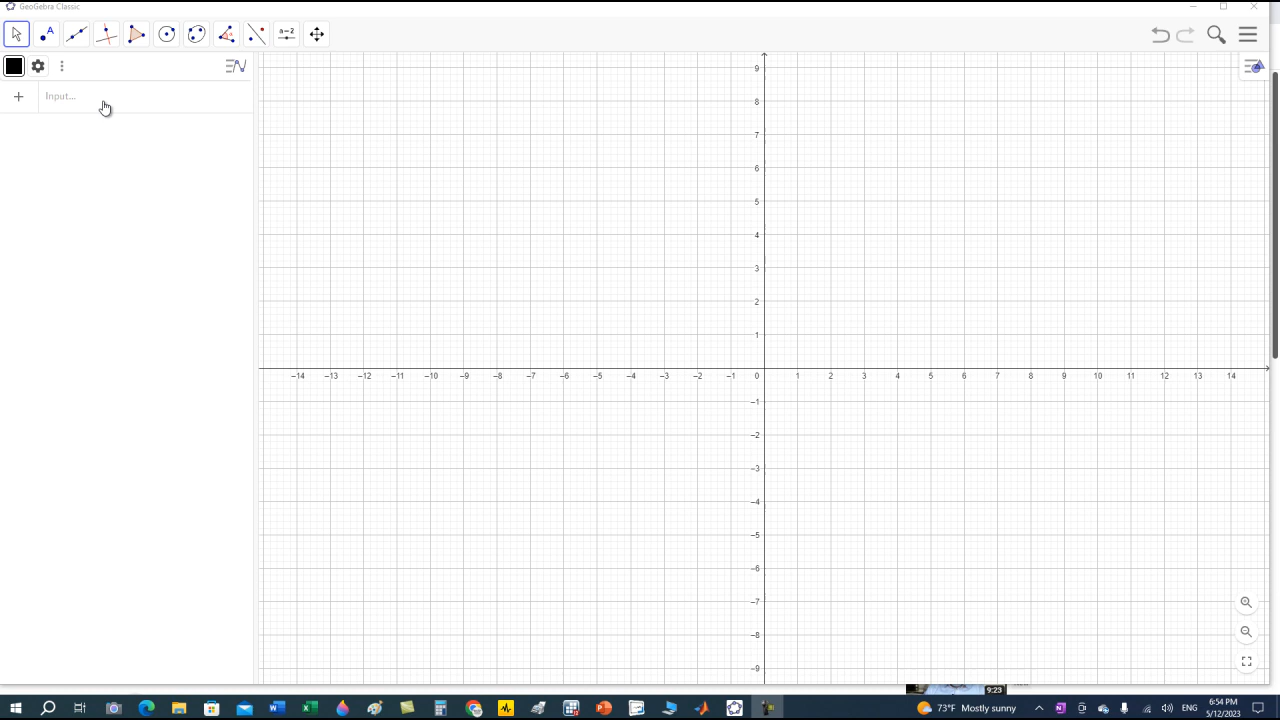 GeoGebra Classic
a=2
Input...
9
8
7
6
5
4
3
2
1
−14 −13 −12 −11 −10 −9 −8 −7 −6 −5 −4 −3 −2 −1 0 1 2 3 4 5 6 7 8 9 10 11 12 13 14
−1
−2
−3
−4
−5
−6
−7
−8
−9
9:23
73°F Mostly sunny
ENG
6:54 PM
5/12/2023